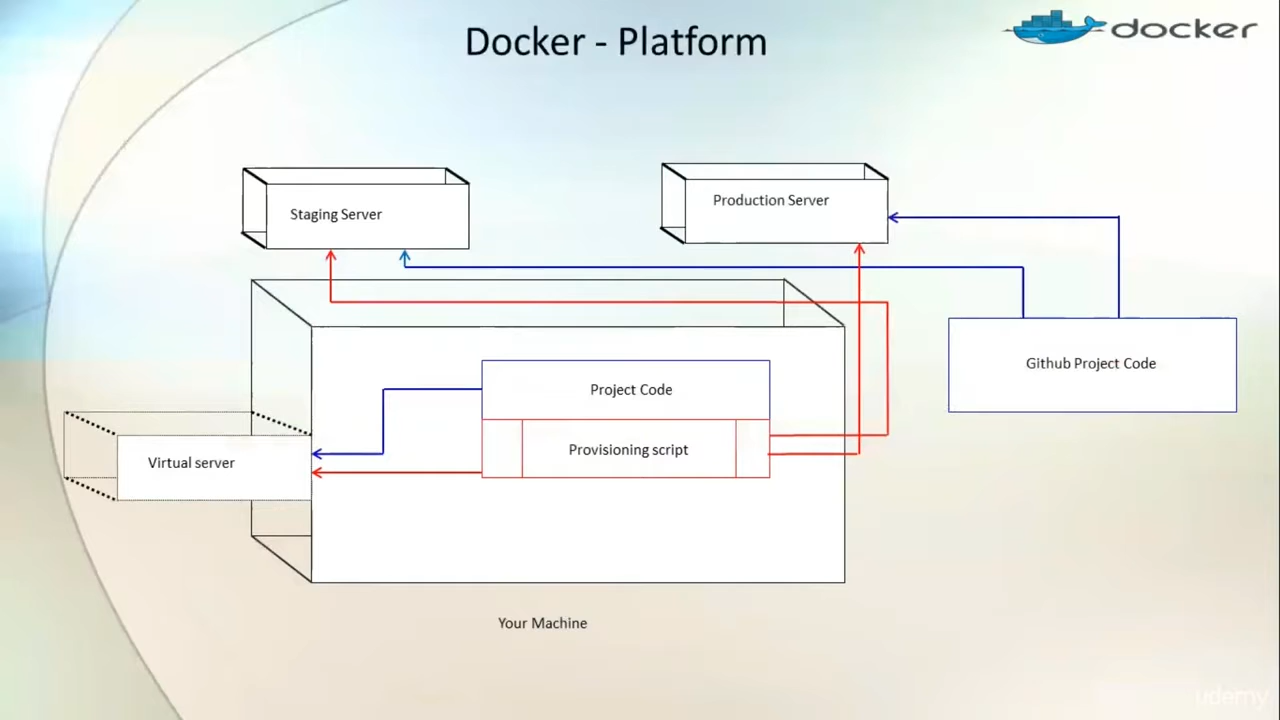 Docker - Platform
docker
Staging Server
Production Server
Github Project Code
Project Code
Provisioning script
Virtual server
Your Machine
udemy